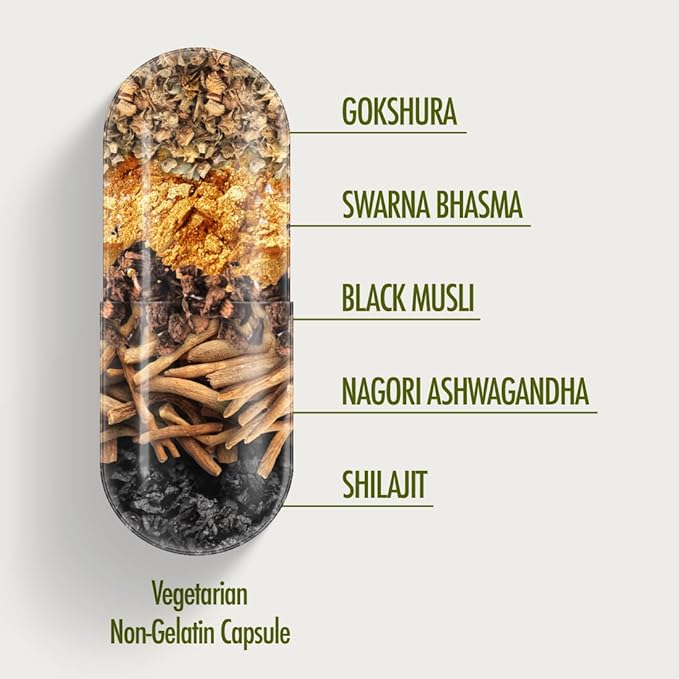 GOKSHURA
SWARNA BHASMA
BLACK MUSLI
NAGORI ASHWAGANDHA
SHILAJIT
Vegetarian
Non-Gelatin Capsule